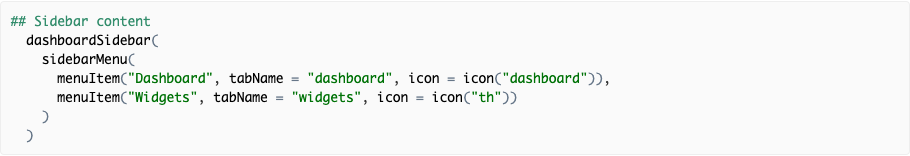 ## Sidebar content
  dashboardSidebar(
    sidebarMenu(
      menuItem("Dashboard", tabName = "dashboard", icon = icon("dashboard")),
      menuItem("Widgets", tabName = "widgets", icon = icon("th"))
    )
  )